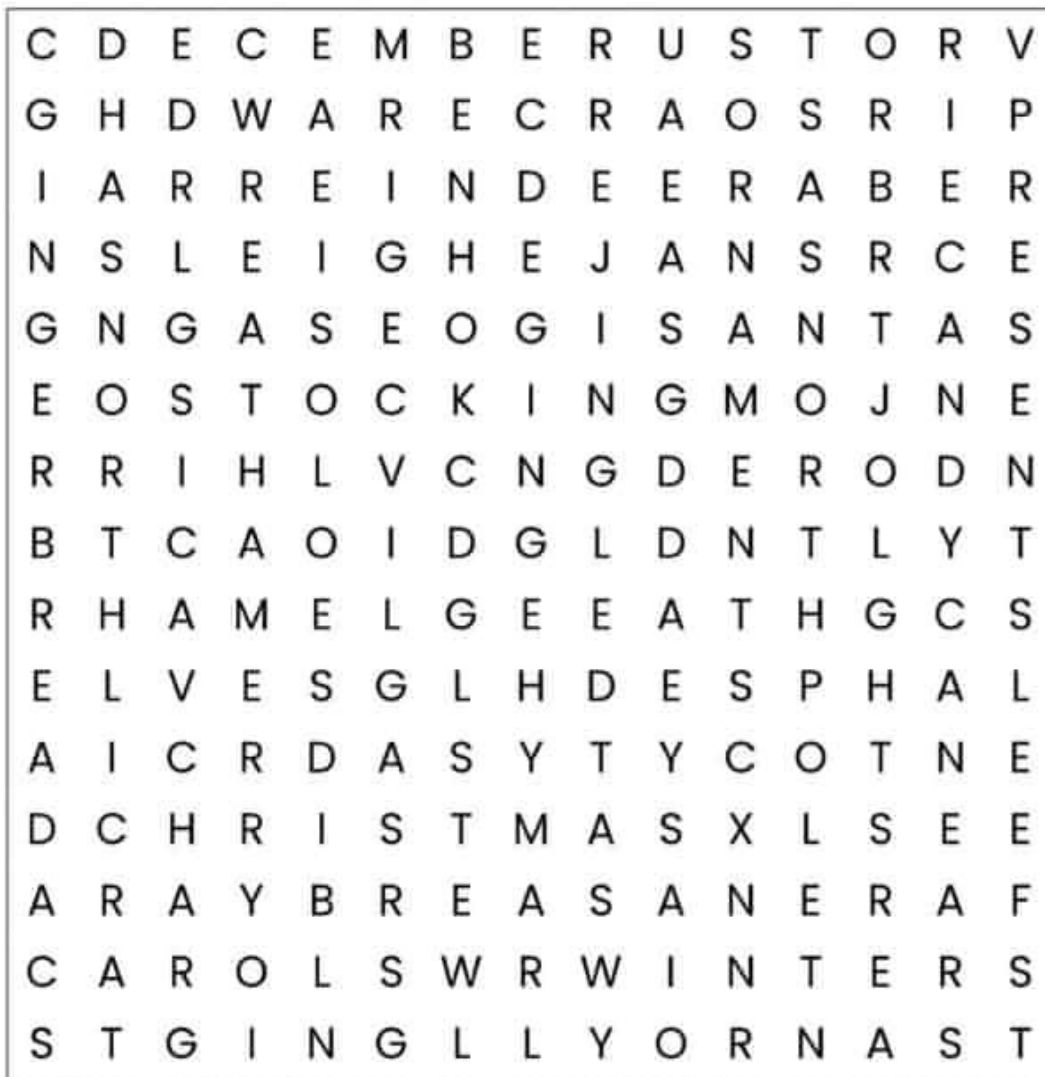 C D E C E M B E R U S T O R V
G H D W A R E C R A O S R I P
I A R R E I N D E E R A B E R
N S L E I G H E J A N S R C E
G N G A S E O G I S A N T A S
E O S T O C K I N G M O J N E
R R I H L V C N G D E R O D N
B T C A O I D G L D N T L Y T
R H A M E L G E E A T H G C S
E L V E S G L H D E S P H A L
A I C R D A S Y T Y C O T N E
D C H R I S T M A S X L S E E
A R A Y B R E A S A N E R A F
C A R O L S W R W I N T E R S
S T G I N G L L Y O R N A S T